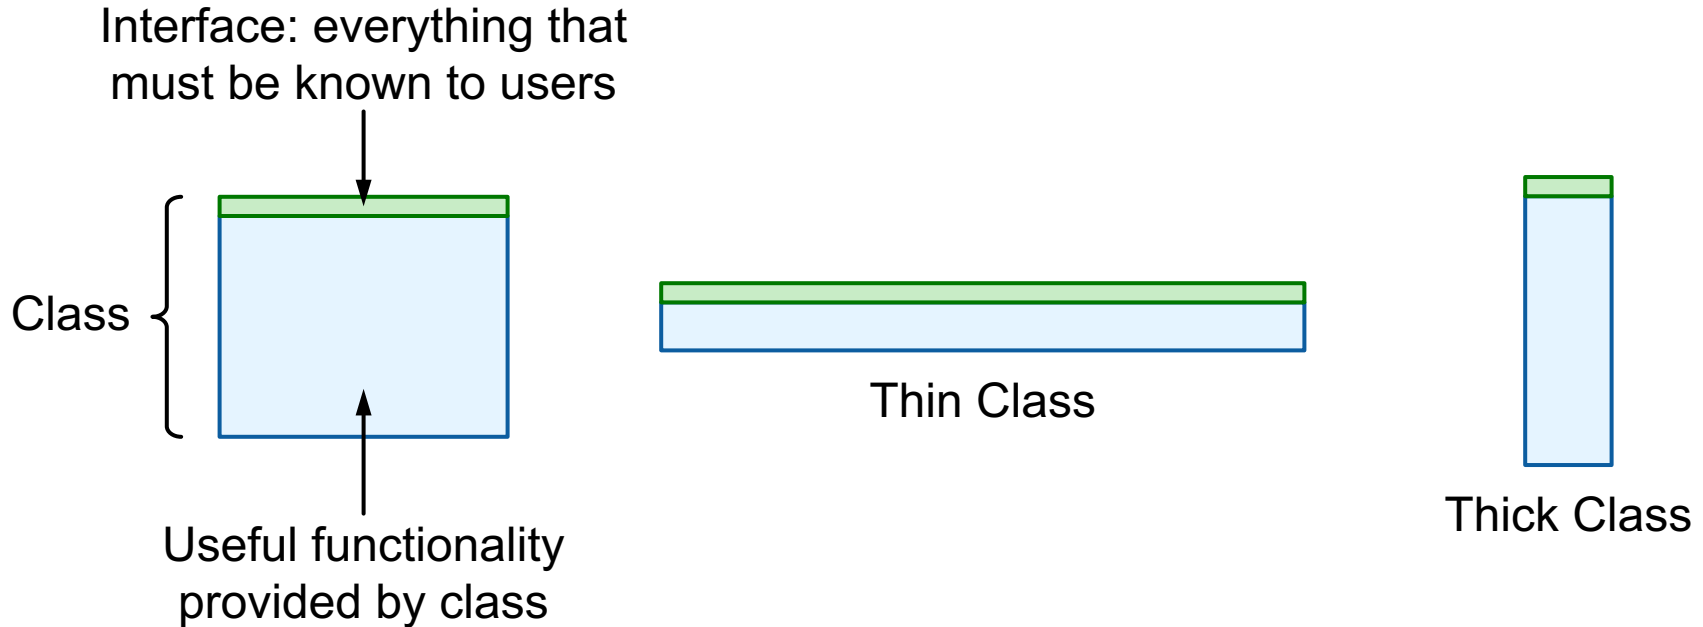 Interface: everything that
must be known to users
Class
Thin Class
Thick Class
Useful functionality
provided by class